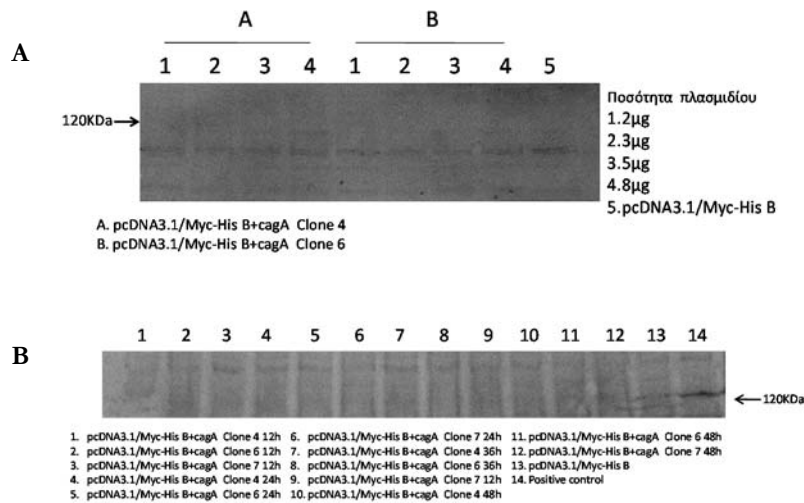 A
A B
1 2 3 4 1 2 3 4 5
120KDa
Ποσότητα πλασμιδίου
1.2μg
2.3μg
3.5μg
4.8μg
5.pcDNA3.1/Myc-His B
A. pcDNA3.1/Myc-His B+cagA Clone 4
B. pcDNA3.1/Myc-His B+cagA Clone 6
B
1 2 3 4 5 6 7 8 9 10 11 12 13 14
120KDa
1. pcDNA3.1/Myc-His B+cagA Clone 4 12h
2. pcDNA3.1/Myc-His B+cagA Clone 6 12h
3. pcDNA3.1/Myc-His B+cagA Clone 7 12h
4. pcDNA3.1/Myc-His B+cagA Clone 4 24h
5. pcDNA3.1/Myc-His B+cagA Clone 6 24h
6. pcDNA3.1/Myc-His B+cagA Clone 7 24h
7. pcDNA3.1/Myc-His B+cagA Clone 4 36h
8. pcDNA3.1/Myc-His B+cagA Clone 6 36h
9. pcDNA3.1/Myc-His B+cagA Clone 7 12h
10. pcDNA3.1/Myc-His B+cagA Clone 4 48h
11. pcDNA3.1/Myc-His B+cagA Clone 6 48h
12. pcDNA3.1/Myc-His B+cagA Clone 7 48h
13. pcDNA3.1/Myc-His B
14. Positive control